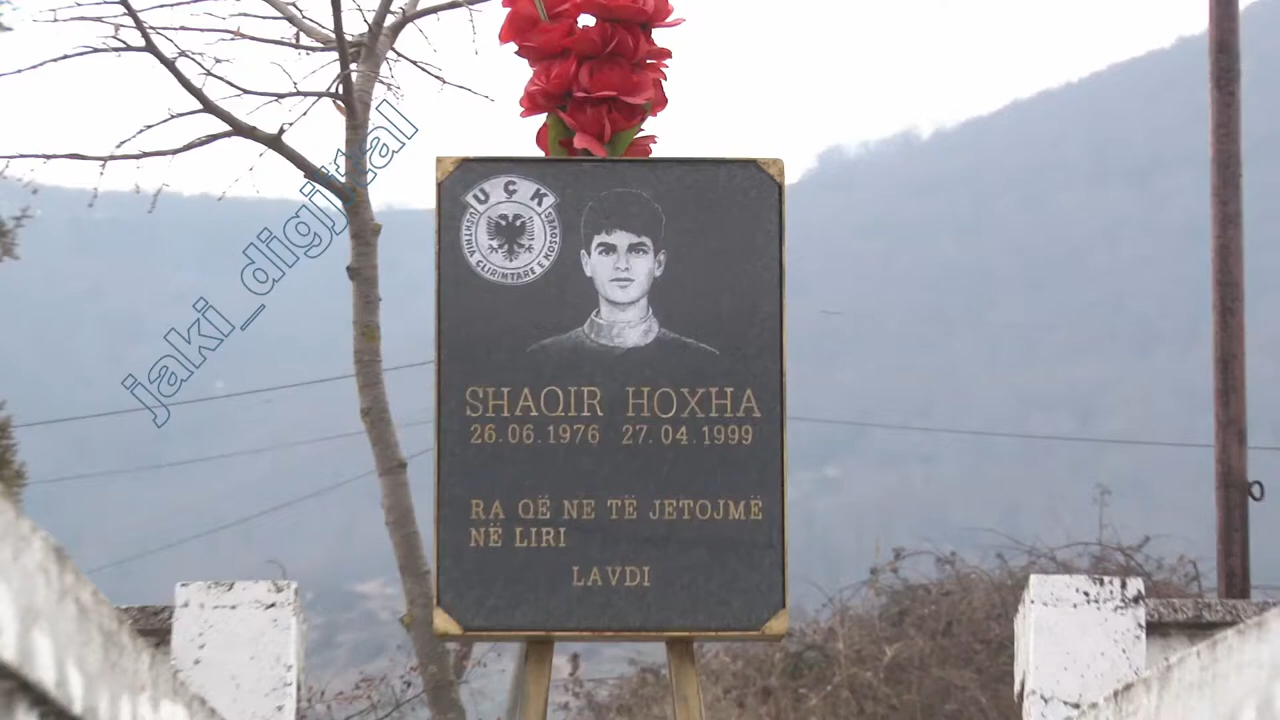 UÇK
USHTRIA ÇLIRIMTARE E KOSOVËS
jaki_digjital
SHAQIR HOXHA
26.06.1976 27.04.1999
RA QË NE TË JETOJMË
NË LIRI
LAVDI